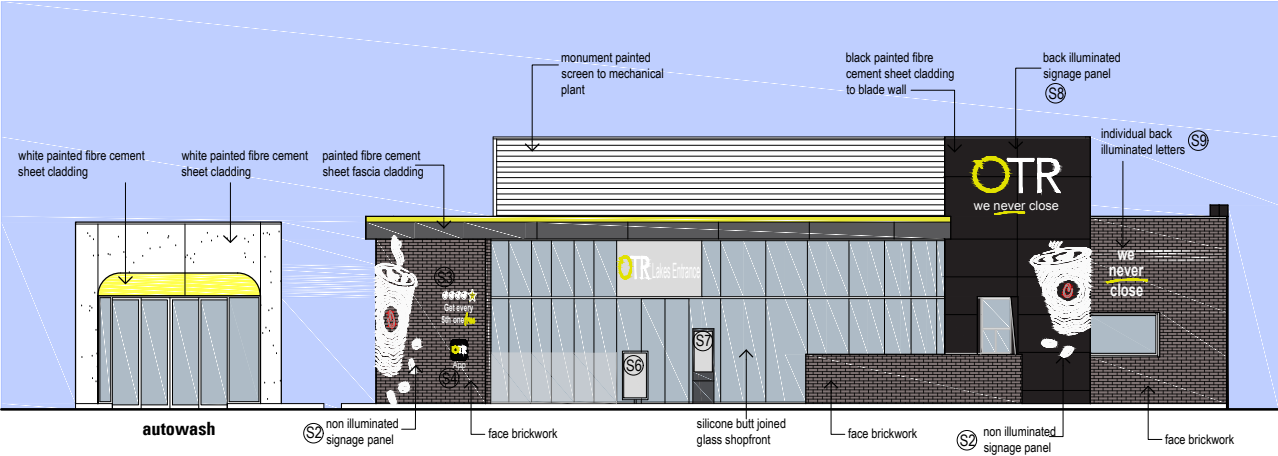 monument painted
screen to mechanical
plant
black painted fibre
cement sheet cladding
to blade wall
back illuminated
signage panel
S8
individual back
illuminated letters
S9
white painted fibre cement
sheet cladding
white painted fibre cement
sheet cladding
painted fibre cement
sheet fascia cladding
OTR
we never close
OTR Lakes Entrance
we
never
close
Get every
6th one free
OTR
App
S6
S7
autowash
S2
non illuminated
signage panel
face brickwork
silicone butt joined
glass shopfront
face brickwork
S2
non illuminated
signage panel
face brickwork